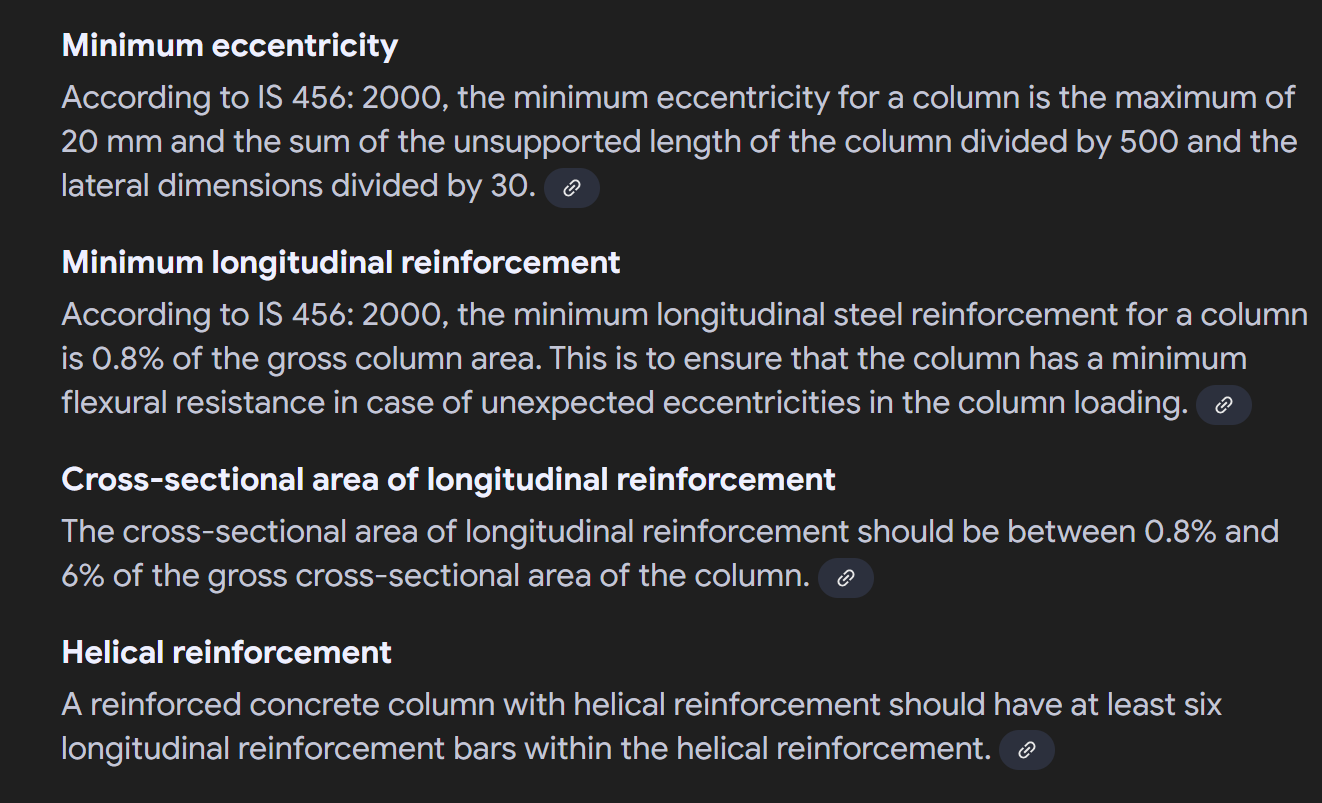 Minimum eccentricity
According to IS 456: 2000, the minimum eccentricity for a column is the maximum of
20 mm and the sum of the unsupported length of the column divided by 500 and the
lateral dimensions divided by 30.
Minimum longitudinal reinforcement
According to IS 456: 2000, the minimum longitudinal steel reinforcement for a column
is 0.8% of the gross column area. This is to ensure that the column has a minimum
flexural resistance in case of unexpected eccentricities in the column loading.
Cross-sectional area of longitudinal reinforcement
The cross-sectional area of longitudinal reinforcement should be between 0.8% and
6% of the gross cross-sectional area of the column.
Helical reinforcement
A reinforced concrete column with helical reinforcement should have at least six
longitudinal reinforcement bars within the helical reinforcement.